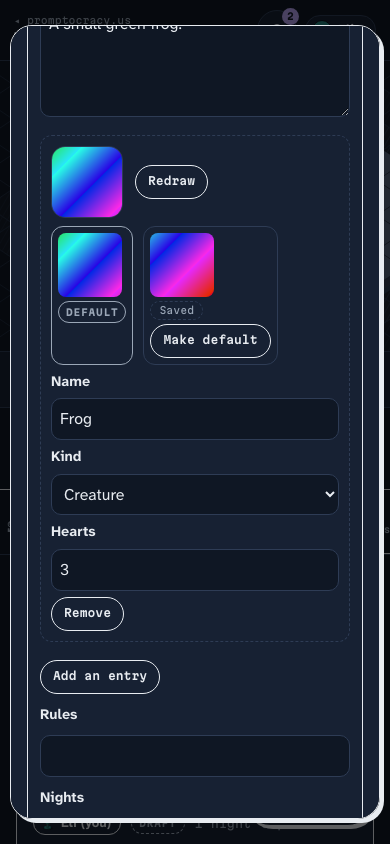 promptocracy.us
2
A small green frog.
Redraw
DEFAULT
Saved
Make default
Name
Frog
Kind
Creature
Hearts
3
Remove
Add an entry
Rules
Nights
(you)
DRAFT
1 night